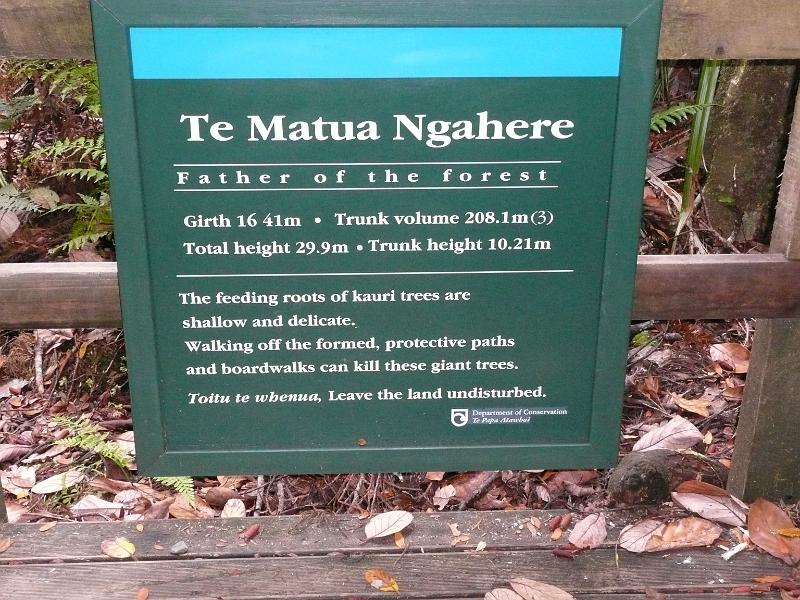 Te Matua Ngahere
Father of the forest
Girth 16 41m • Trunk volume 208.1m(3)
Total height 29.9m • Trunk height 10.21m
The feeding roots of kauri trees are
shallow and delicate.
Walking off the formed, protective paths
and boardwalks can kill these giant trees.
Toitu te whenua, Leave the land undisturbed.
Department of Conservation
Te Papa Atawhai